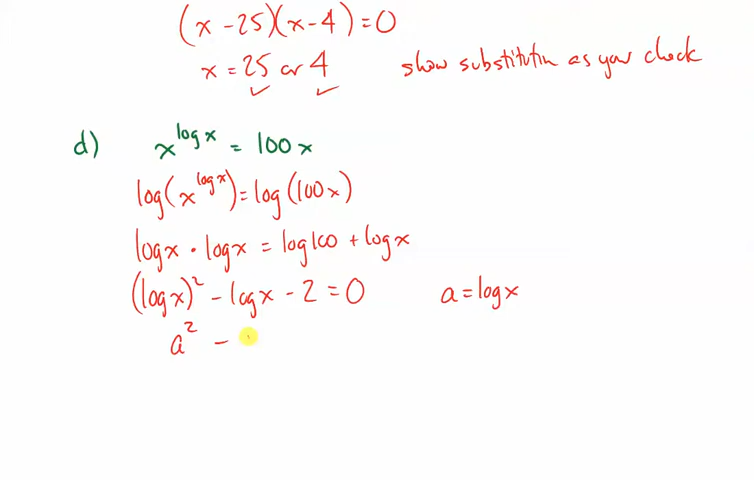 (x - 25)(x - 4) = 0
x = 25 or 4 show substitution as your check
✓ ✓
d) x^{log x} = 100x
log(x^{log x}) = log(100x)
log x • log x = log 100 + log x
(log x)² - log x - 2 = 0 a = log x
a² -